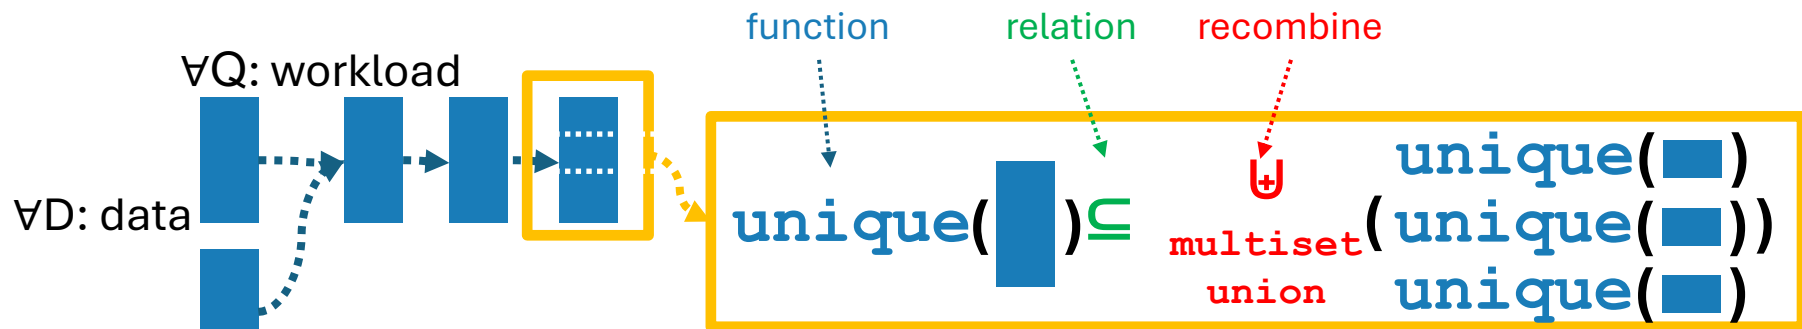 function
relation
recombine
∀Q: workload
∀D: data
unique( )⊆
⊎
multiset
union
(
unique( )
unique( ))
unique( )